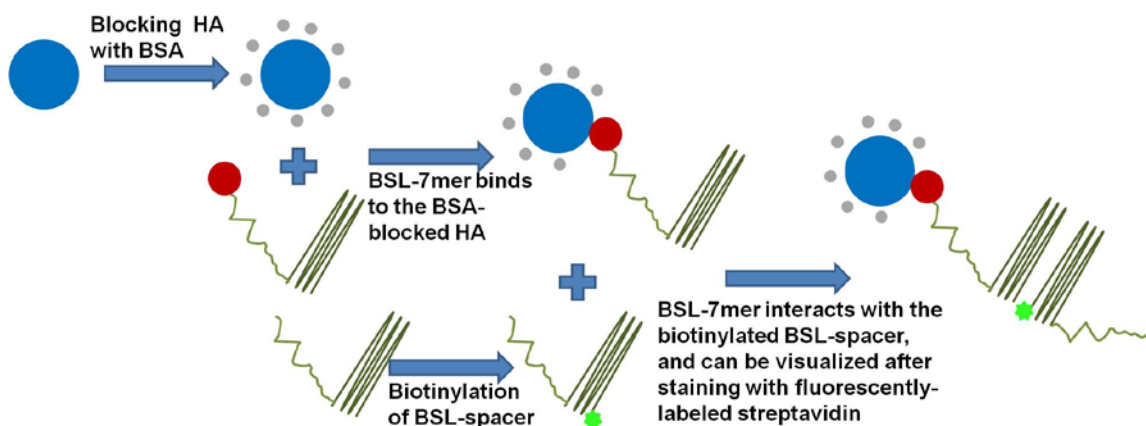 Blocking HA
with BSA
BSL-7mer binds
to the BSA-
blocked HA
Biotinylation
of BSL-spacer
BSL-7mer interacts with the
biotinylated BSL-spacer,
and can be visualized after
staining with fluorescently-
labeled streptavidin